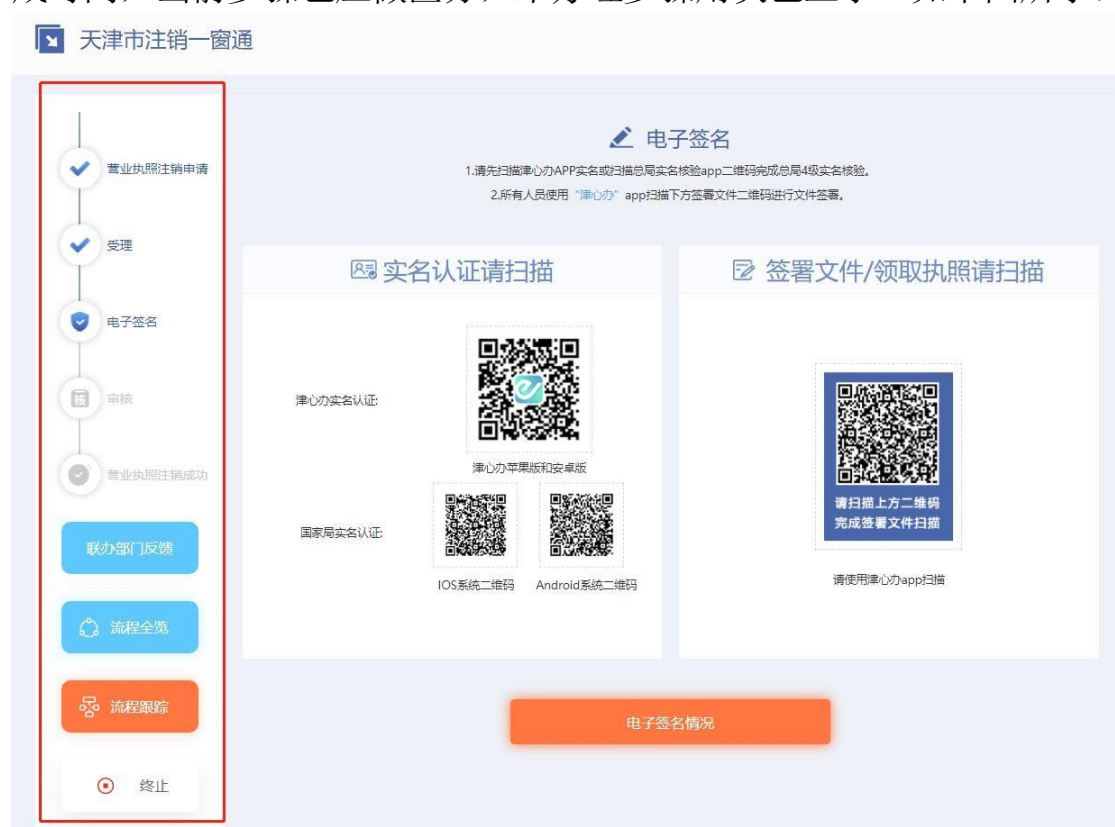 天津市注销一窗通
营业执照注销申请
受理
电子签名
审核
营业执照注销成功
联办部门反馈
流程全览
流程跟踪
终止
电子签名
1.请先扫描津心办APP实名或扫描总局实名核验app二维码完成总局4级实名核验。
2.所有人员使用“津心办”app扫描下方签署文件二维码进行文件签署。
实名认证请扫描
津心办实名认证:
津心办苹果版和安卓版
国家局实名认证:
IOS系统二维码 Android系统二维码
签署文件/领取执照请扫描
请扫描上方二维码
完成签署文件扫描
请使用津心办app扫描
电子签名情况